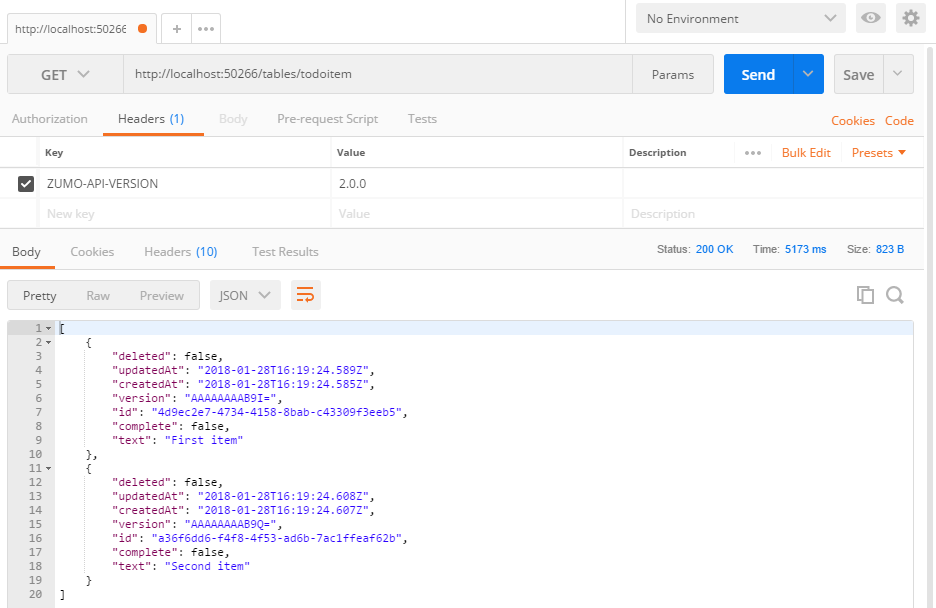 http://localhost:50266
No Environment
GET http://localhost:50266/tables/todoitem Params Send Save
Authorization Headers (1) Body Pre-request Script Tests Cookies Code
Key Value Description Bulk Edit Presets
ZUMO-API-VERSION 2.0.0
New key Value Description
Body Cookies Headers (10) Test Results Status: 200 OK Time: 5173 ms Size: 823 B
Pretty Raw Preview JSON
1 [
2 {
3 "deleted": false,
4 "updatedAt": "2018-01-28T16:19:24.589Z",
5 "createdAt": "2018-01-28T16:19:24.585Z",
6 "version": "AAAAAAAAB9I=",
7 "id": "4d9ec2e7-4734-4158-8bab-c43309f3eeb5",
8 "complete": false,
9 "text": "First item"
10 },
11 {
12 "deleted": false,
13 "updatedAt": "2018-01-28T16:19:24.608Z",
14 "createdAt": "2018-01-28T16:19:24.607Z",
15 "version": "AAAAAAAAB9Q=",
16 "id": "a36f6dd6-f4f8-4f53-ad6b-7ac1ffeaf62b",
17 "complete": false,
18 "text": "Second item"
19 }
20 ]